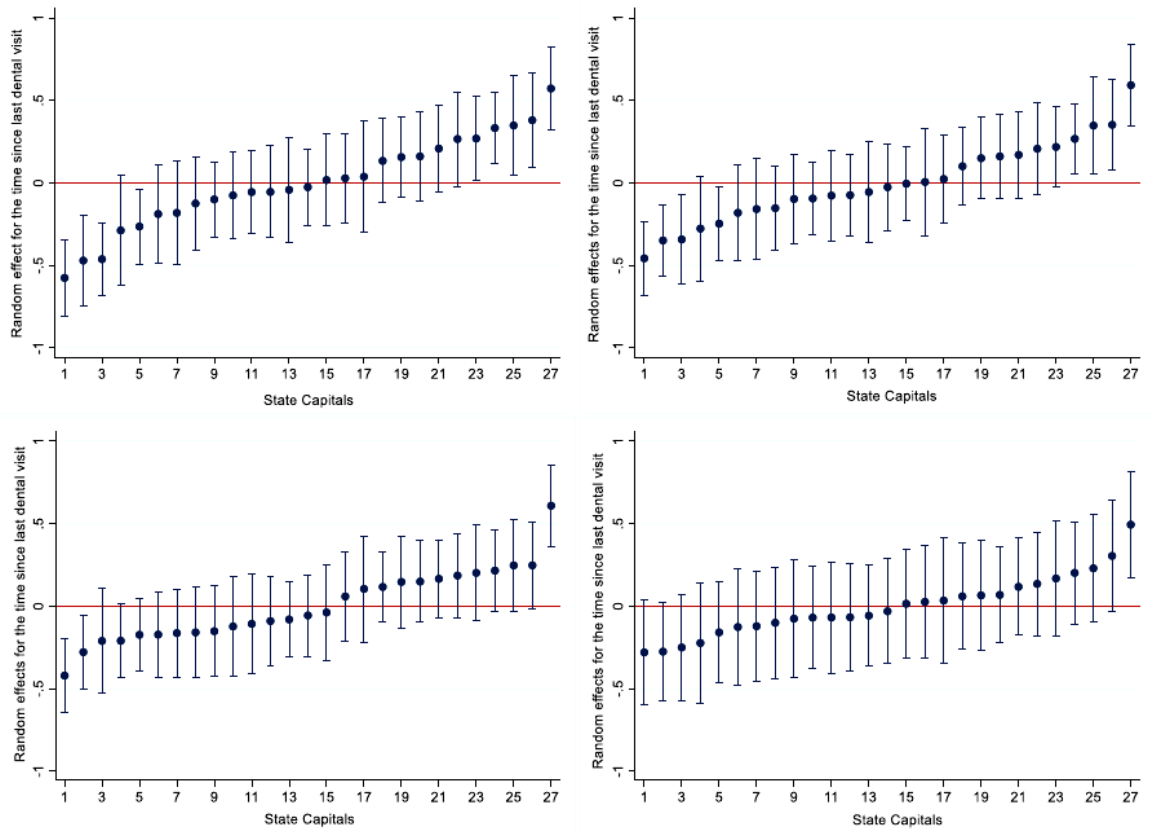 Random effect for the time since last dental visit
1
.5
0
-.5
-1
1 3 5 7 9 11 13 15 17 19 21 23 25 27
State Capitals
Random effects for the time since last dental visit
1
.5
0
-.5
-1
1 3 5 7 9 11 13 15 17 19 21 23 25 27
State Capitals
Random effects for the time since last dental visit
1
.5
0
-.5
-1
1 3 5 7 9 11 13 15 17 19 21 23 25 27
State Capitals
Random effects for the time since last dental visit
1
.5
0
-.5
-1
1 3 5 7 9 11 13 15 17 19 21 23 25 27
State Capitals